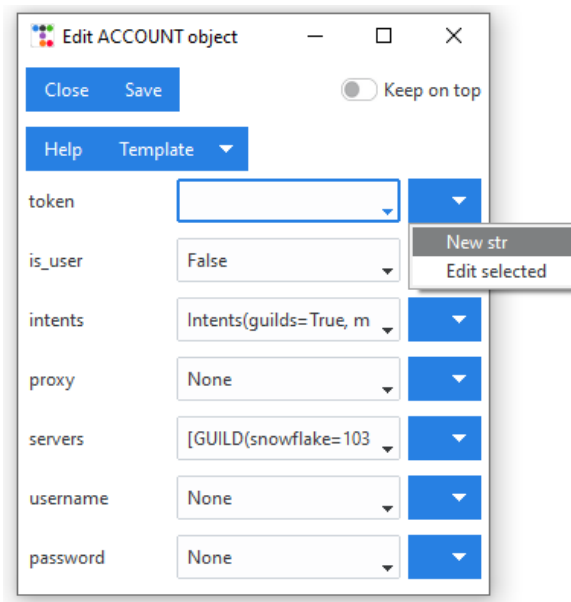 Edit ACCOUNT object
Close Save Keep on top
Help Template
token
New str
is_user False
Edit selected
intents Intents(guilds=True, m
proxy None
servers [GUILD(snowflake=103
username None
password None